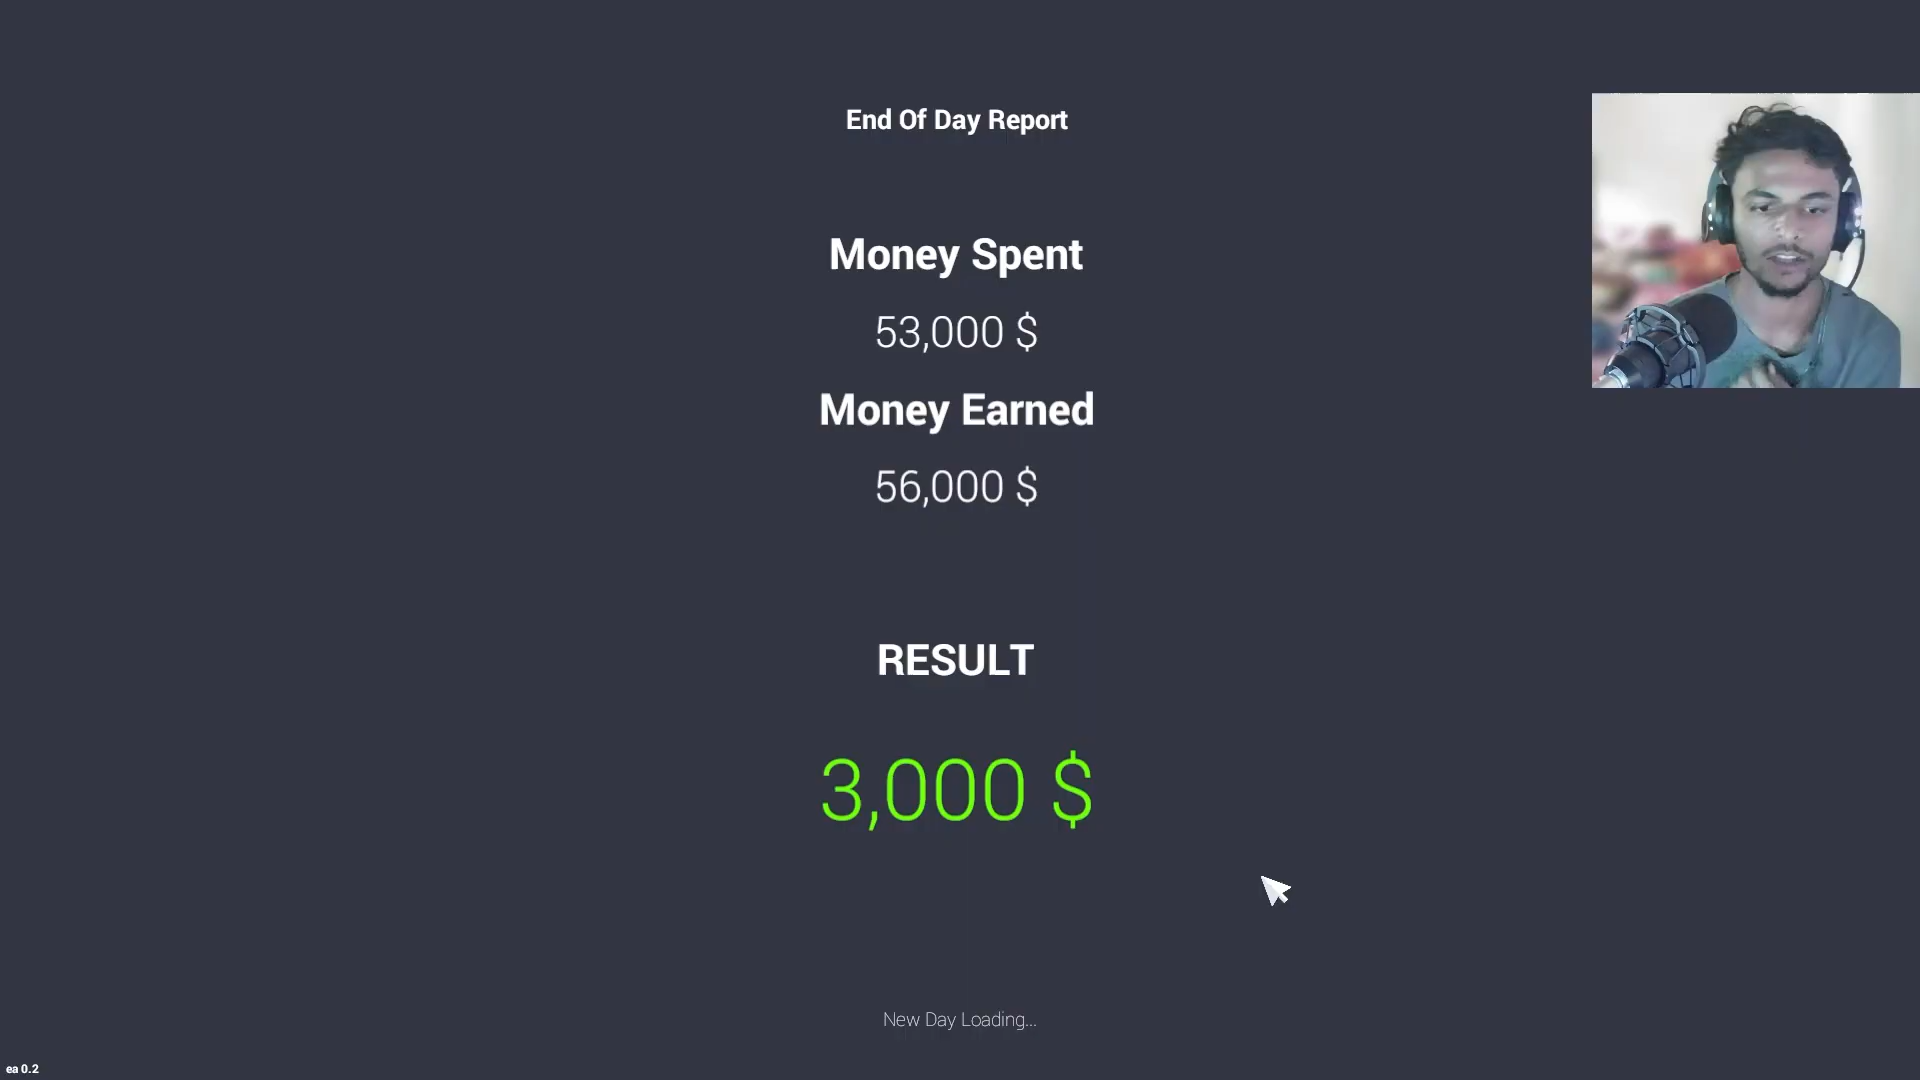 End Of Day Report
Money Spent
53,000 $
Money Earned
56,000 $
RESULT
3,000 $
New Day Loading...
ea 0.2